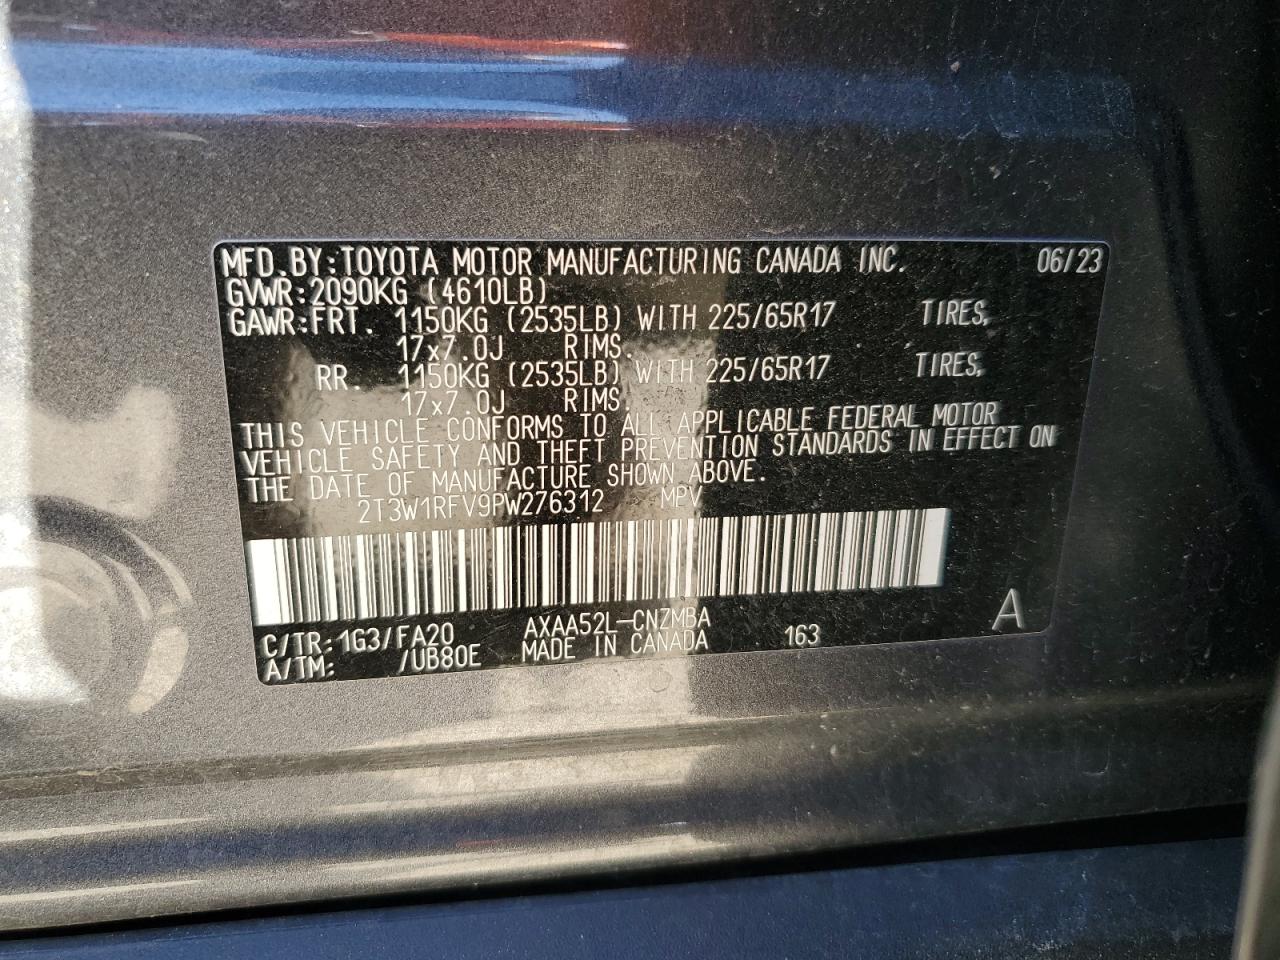 MFD.BY:TOYOTA MOTOR MANUFACTURING CANADA INC. 06/23
GVWR:2090KG (4610LB)
GAWR:FRT. 1150KG (2535LB) WITH 225/65R17 TIRES,
17x7.0J RIMS.
RR. 1150KG (2535LB) WITH 225/65R17 TIRES,
17x7.0J RIMS.
THIS VEHICLE CONFORMS TO ALL APPLICABLE FEDERAL MOTOR
VEHICLE SAFETY AND THEFT PREVENTION STANDARDS IN EFFECT ON
THE DATE OF MANUFACTURE SHOWN ABOVE.
2T3W1RFV9PW276312 MPV
C/TR:1G3/FA20 AXAA52L-CNZMBA 163 A
A/TM: /UB80E MADE IN CANADA